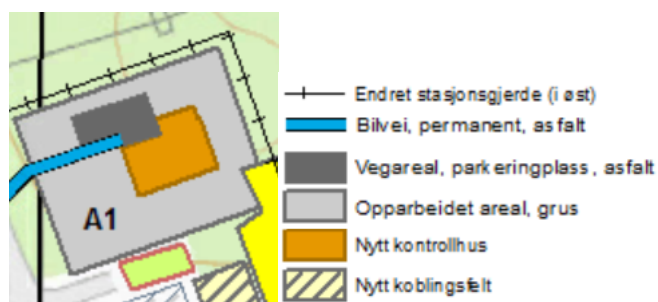 A1
Endret stasjonsgjerde (i øst)
Bilvei, permanent, asfalt
Vegareal, parkeringplass, asfalt
Opparbeidet areal, grus
Nytt kontrollhus
Nytt koblingsfelt